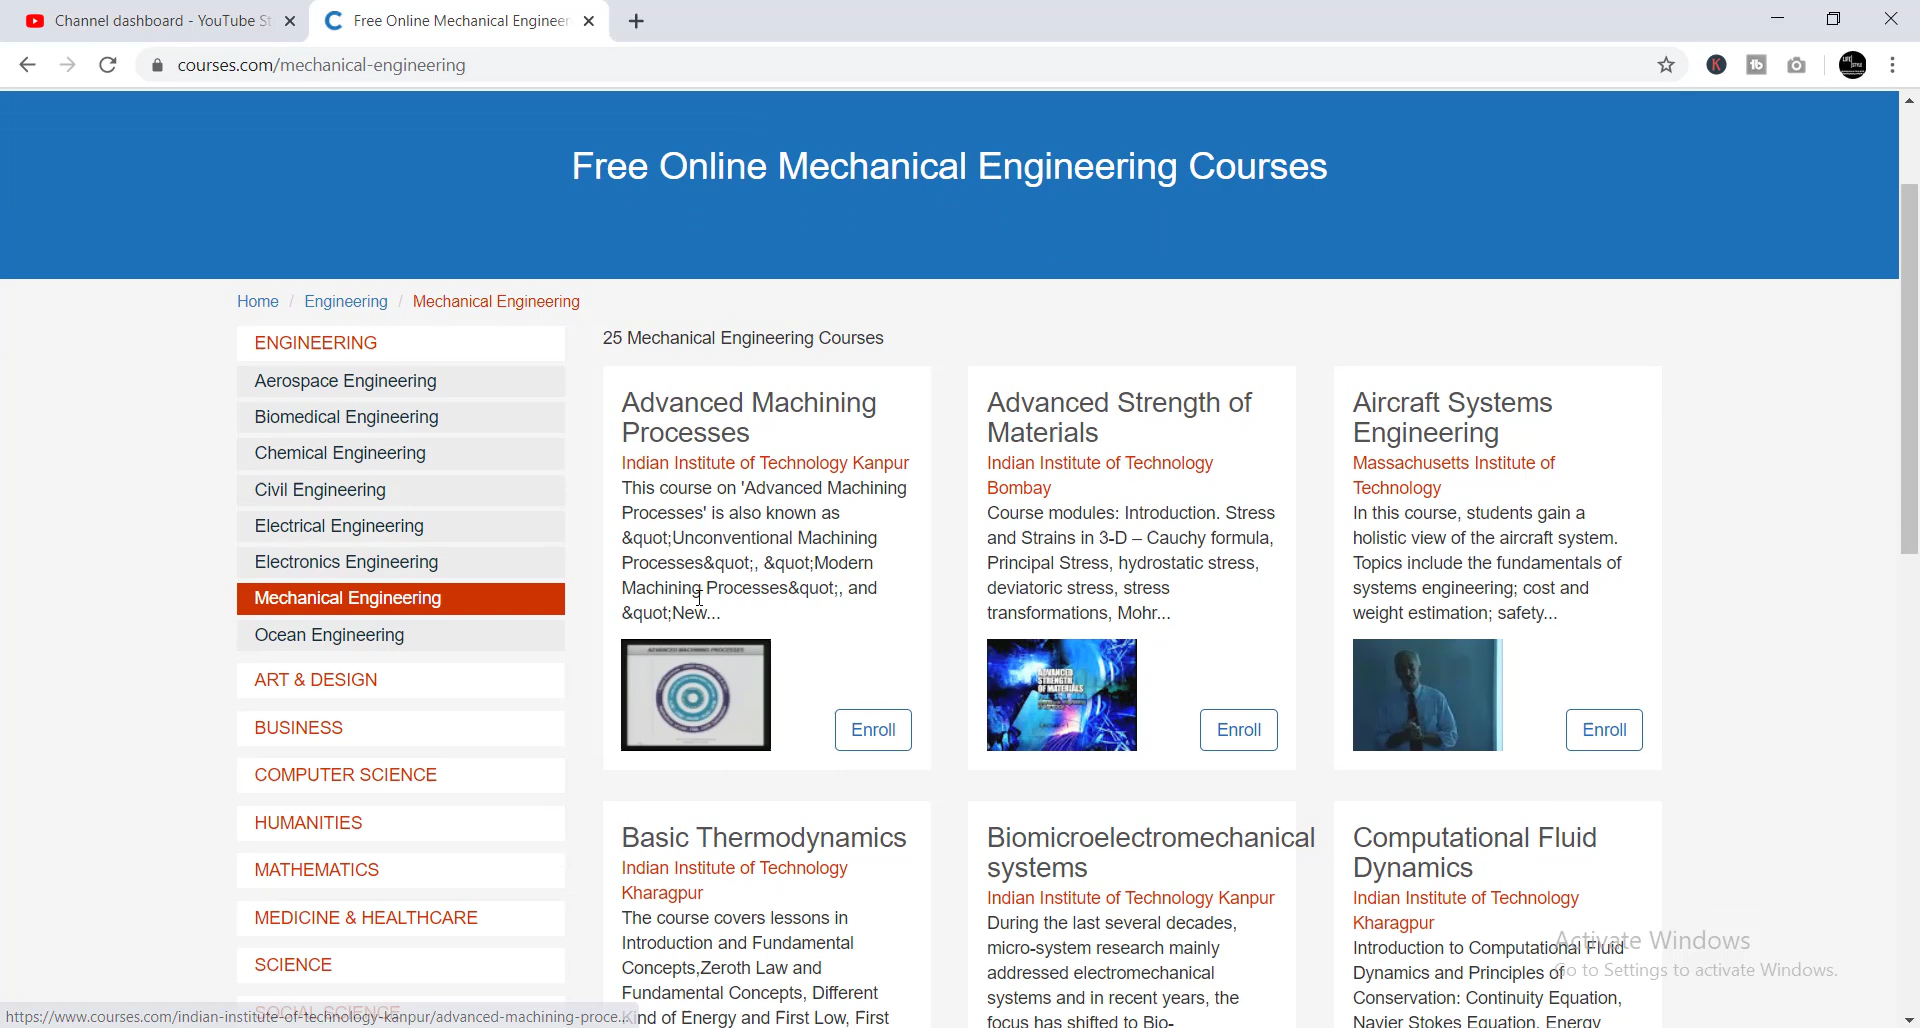 Channel dashboard - YouTube St
Free Online Mechanical Engineer
courses.com/mechanical-engineering
Free Online Mechanical Engineering Courses
Home / Engineering / Mechanical Engineering
ENGINEERING
Aerospace Engineering
Biomedical Engineering
Chemical Engineering
Civil Engineering
Electrical Engineering
Electronics Engineering
Mechanical Engineering
Ocean Engineering
ART & DESIGN
BUSINESS
COMPUTER SCIENCE
HUMANITIES
MATHEMATICS
MEDICINE & HEALTHCARE
SCIENCE
SOCIAL SCIENCE
25 Mechanical Engineering Courses
Advanced Machining
Processes
Indian Institute of Technology Kanpur
This course on 'Advanced Machining
Processes' is also known as
&quot;Unconventional Machining
Processes&quot;, &quot;Modern
Machining Processes&quot;, and
&quot;New...
ADVANCED MACHINING PROCESSES
Enroll
Advanced Strength of
Materials
Indian Institute of Technology
Bombay
Course modules: Introduction. Stress
and Strains in 3-D – Cauchy formula,
Principal Stress, hydrostatic stress,
deviatoric stress, stress
transformations, Mohr...
ADVANCED
STRENGTH
OF MATERIALS
Enroll
Aircraft Systems
Engineering
Massachusetts Institute of
Technology
In this course, students gain a
holistic view of the aircraft system.
Topics include the fundamentals of
systems engineering; cost and
weight estimation; safety...
Enroll
Basic Thermodynamics
Indian Institute of Technology
Kharagpur
The course covers lessons in
Introduction and Fundamental
Concepts,Zeroth Law and
Fundamental Concepts, Different
Kind of Energy and First Low, First
Biomicroelectromechanical
systems
Indian Institute of Technology Kanpur
During the last several decades,
micro-system research mainly
addressed electromechanical
systems and in recent years, the
focus has shifted to Bio-
Computational Fluid
Dynamics
Indian Institute of Technology
Kharagpur
Introduction to Computational Fluid
Dynamics and Principles of
Conservation: Continuity Equation,
Navier Stokes Equation, Energy
Activate Windows
Go to Settings to activate Windows.
https://www.courses.com/indian-institute-of-technology-kanpur/advanced-machining-proce...